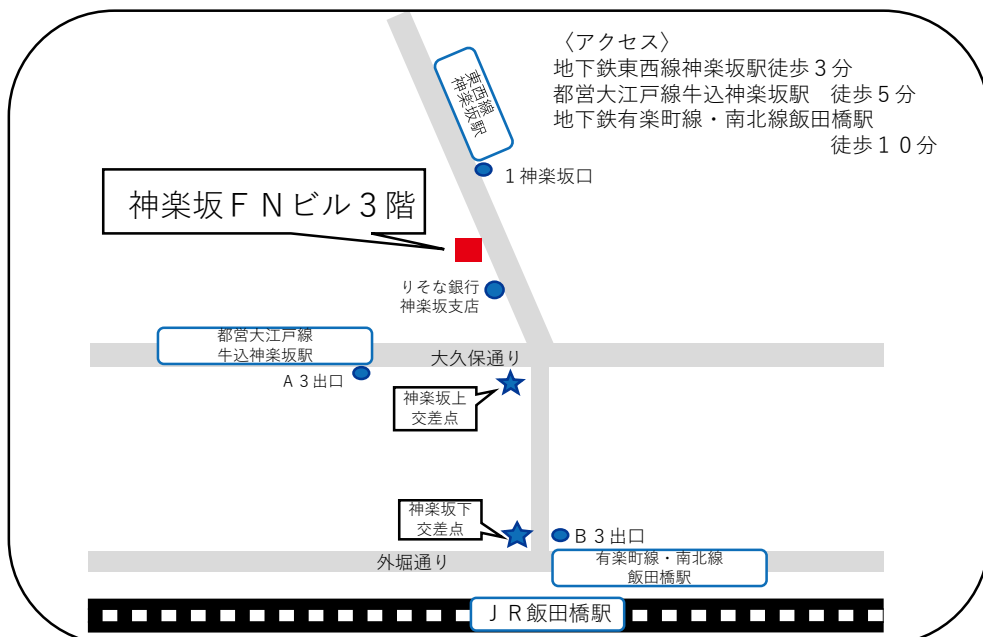 〈アクセス〉
地下鉄東西線神楽坂駅徒歩３分
都営大江戸線牛込神楽坂駅　徒歩５分
地下鉄有楽町線・南北線飯田橋駅
徒歩１０分
東西線
神楽坂駅
１神楽坂口
神楽坂ＦＮビル３階
りそな銀行
神楽坂支店
都営大江戸線
牛込神楽坂駅
大久保通り
Ａ３出口
神楽坂上
交差点
神楽坂下
交差点
Ｂ３出口
外堀通り
有楽町線・南北線
飯田橋駅
ＪＲ飯田橋駅